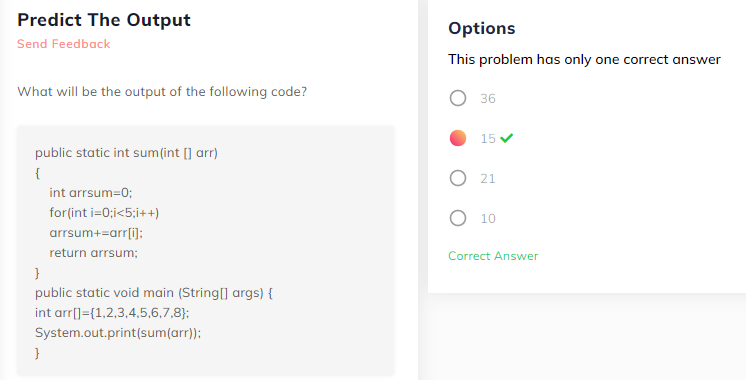 Predict The Output
Send Feedback
What will be the output of the following code?
public static int sum(int [] arr)
{
int arrsum=0;
for(int i=0;i<5;i++)
arrsum+=arr[i];
return arrsum;
}
public static void main (String[] args) {
int arr[]={1,2,3,4,5,6,7,8};
System.out.print(sum(arr));
}
Options
This problem has only one correct answer
36
15
21
10
Correct Answer